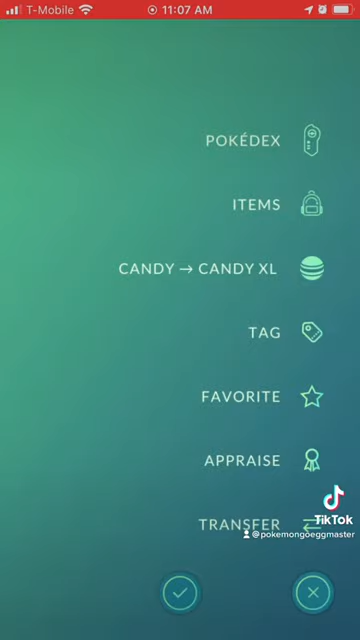 T-Mobile 11:07 AM
POKÉDEX
ITEMS
CANDY → CANDY XL
TAG
FAVORITE
APPRAISE
TRANSFER
TikTok
@pokemongoeggmaster